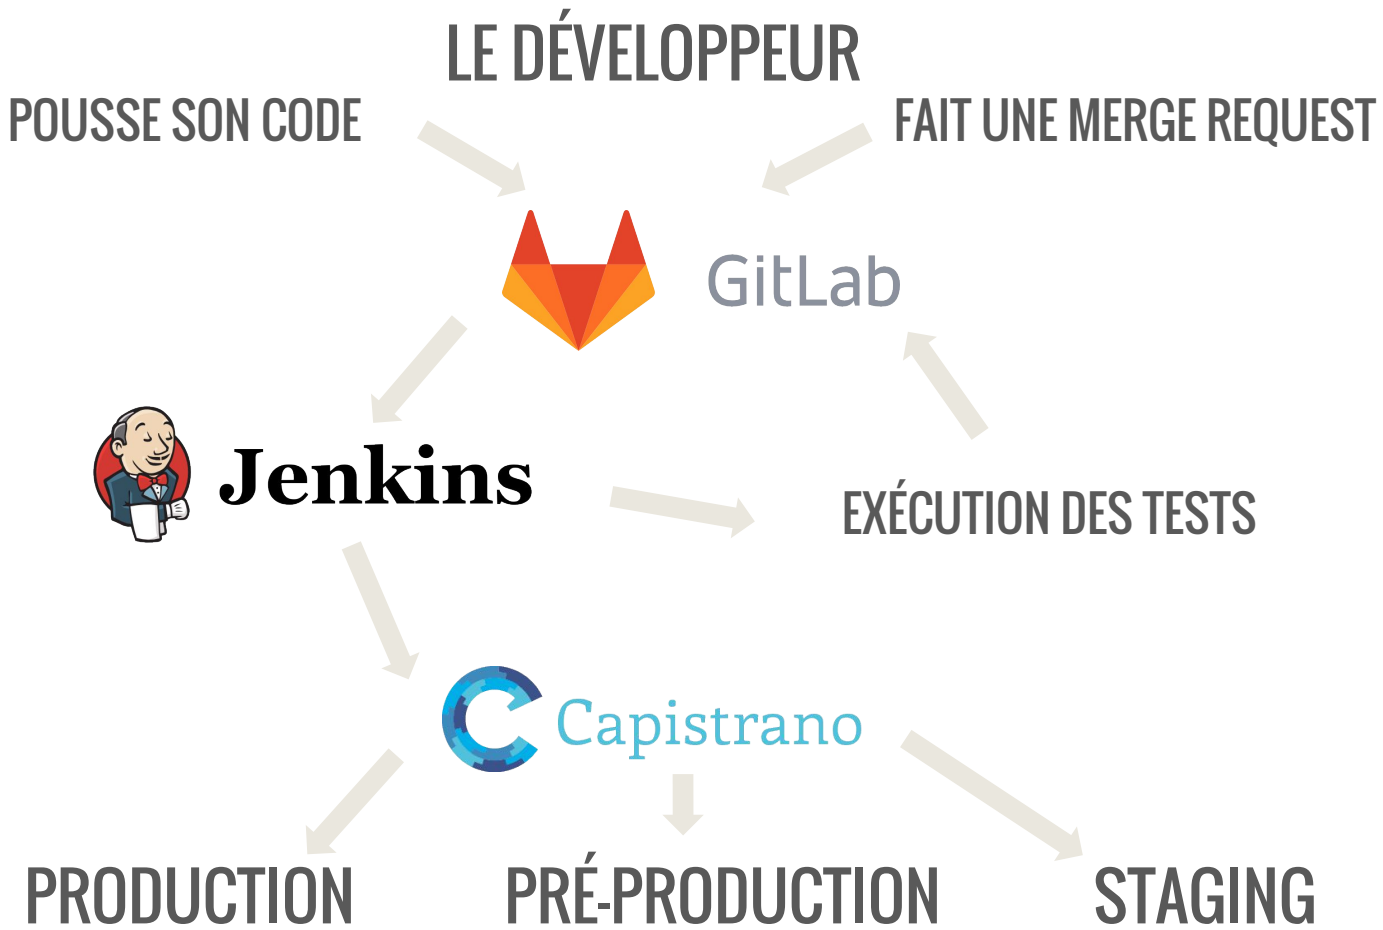 LE DÉVELOPPEUR
POUSSE SON CODE
FAIT UNE MERGE REQUEST
GitLab
Jenkins
EXÉCUTION DES TESTS
Capistrano
PRODUCTION
PRÉ-PRODUCTION
STAGING